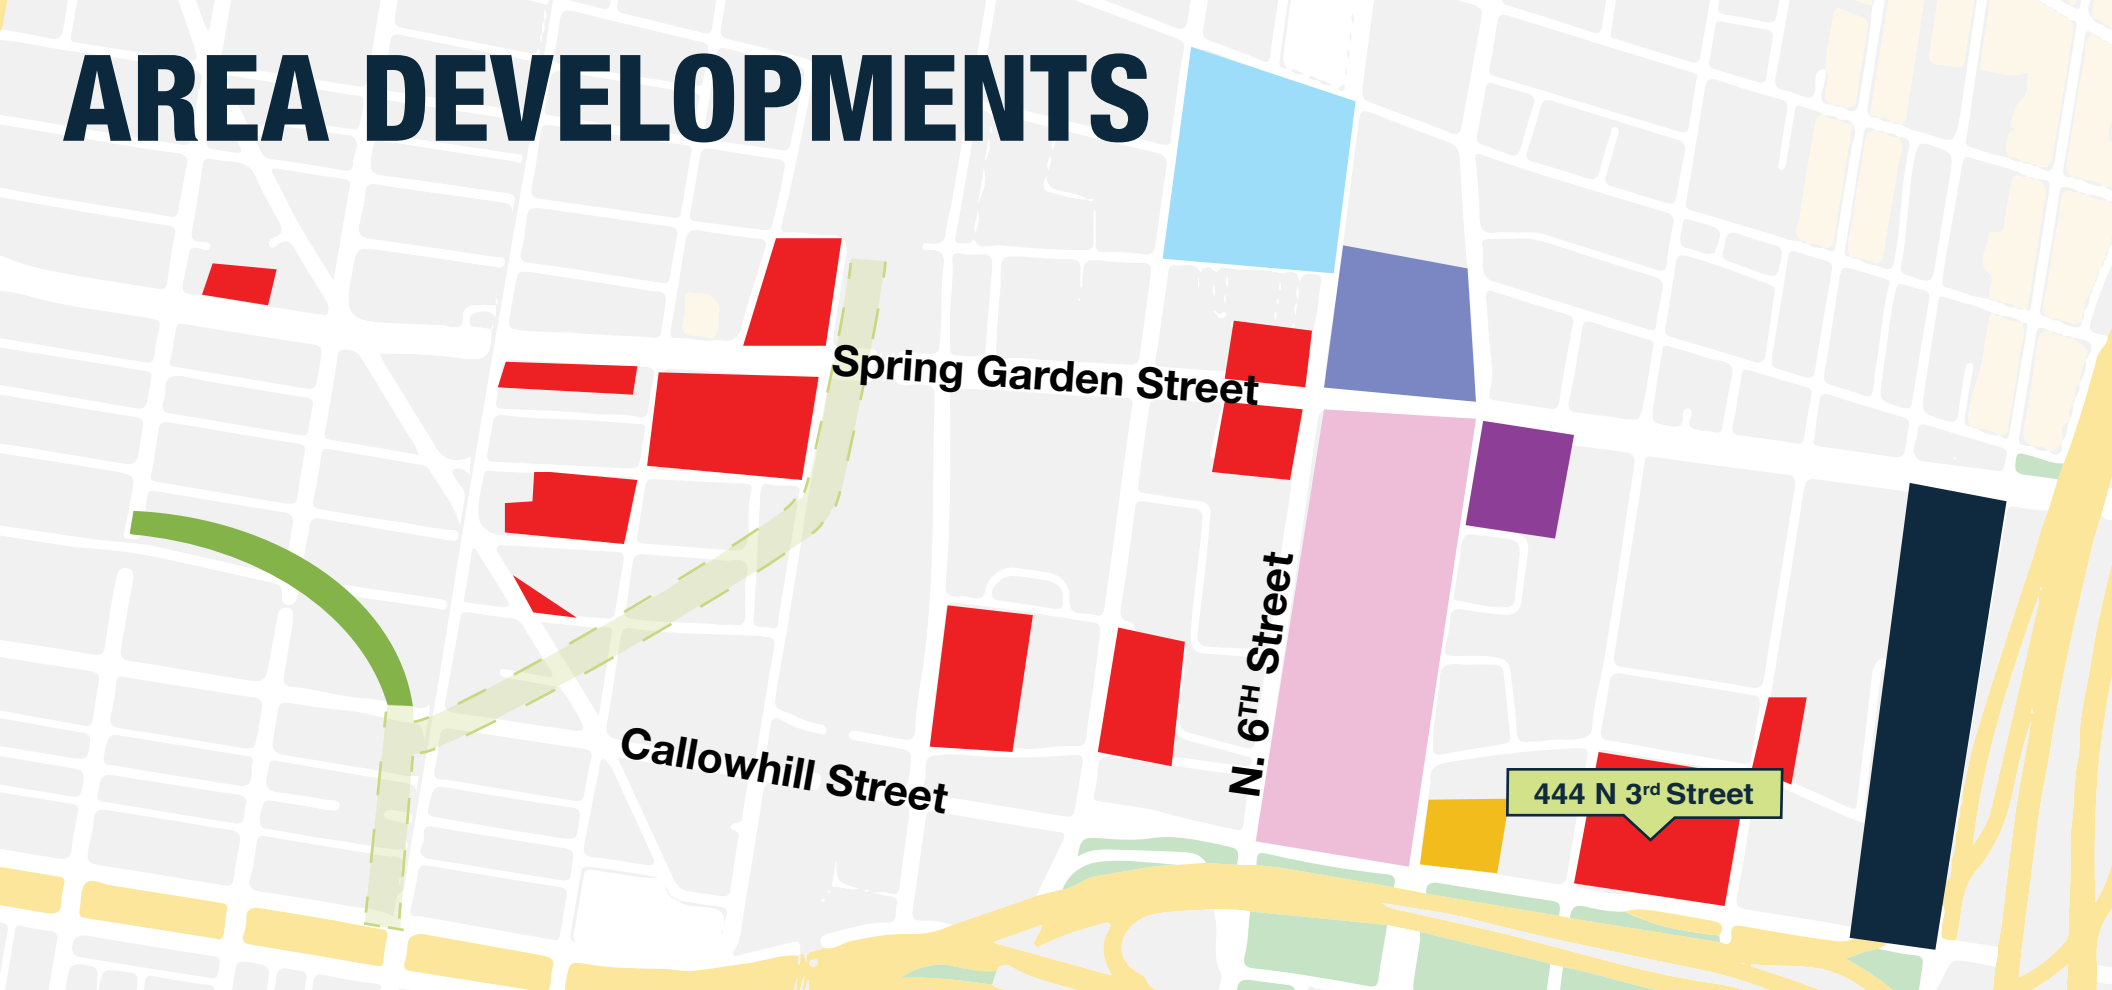 AREA DEVELOPMENTS
Spring Garden Street
N. 6TH Street
Callowhill Street
444 N 3rd Street